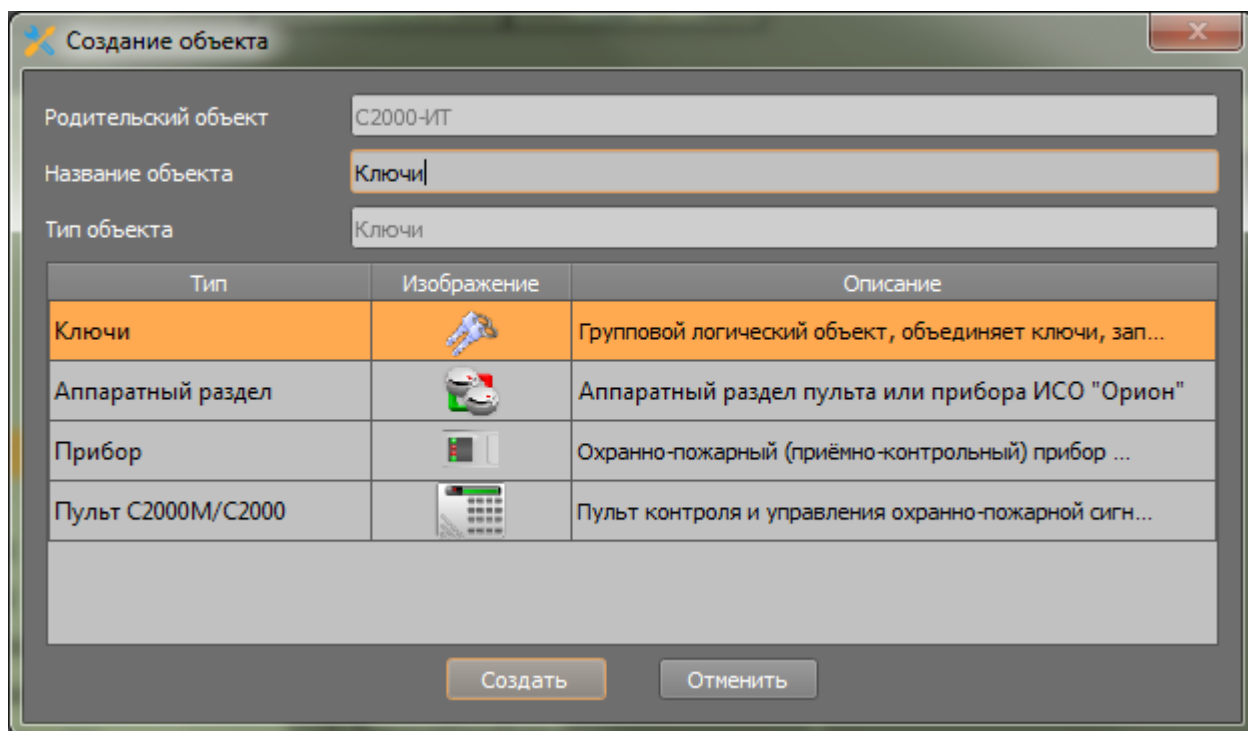 Создание объекта
Родительский объект С2000-ИТ
Название объекта Ключи
Тип объекта Ключи
Тип Изображение Описание
Ключи Групповой логический объект, объединяет ключи, зап...
Аппаратный раздел Аппаратный раздел пульта или прибора ИСО "Орион"
Прибор Охранно-пожарный (приёмно-контрольный) прибор ...
Пульт С2000М/С2000 Пульт контроля и управления охранно-пожарной сигн...
Создать Отменить